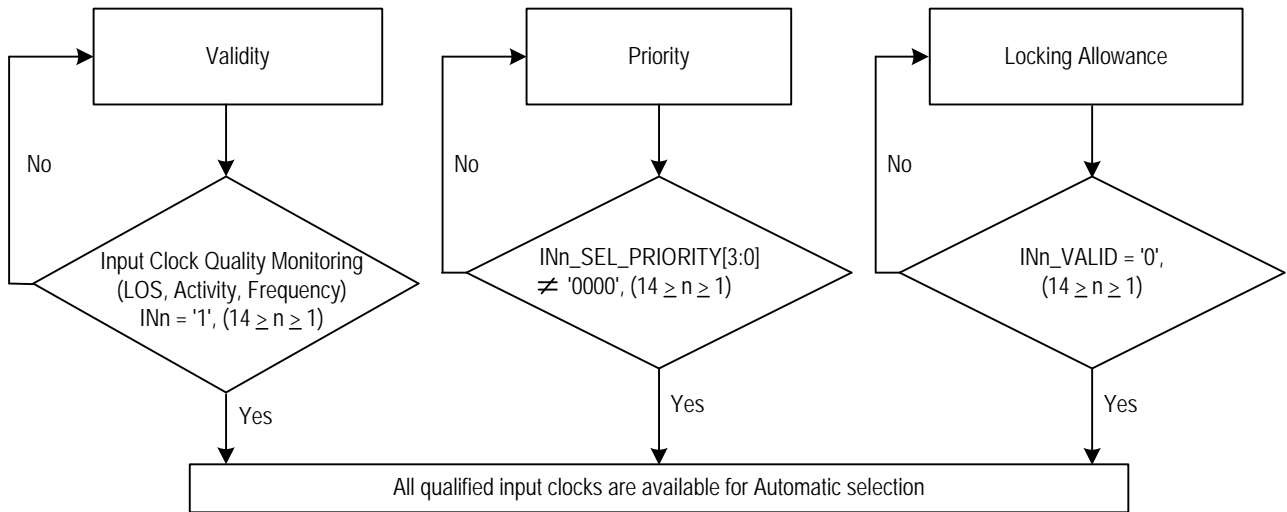 Validity
No
Input Clock Quality Monitoring
(LOS, Activity, Frequency)
INn = '1', (14 ≥ n ≥ 1)
Yes
Priority
No
INn_SEL_PRIORITY[3:0]
≠ '0000', (14 ≥ n ≥ 1)
Yes
Locking Allowance
No
INn_VALID = '0',
(14 ≥ n ≥ 1)
Yes
All qualified input clocks are available for Automatic selection